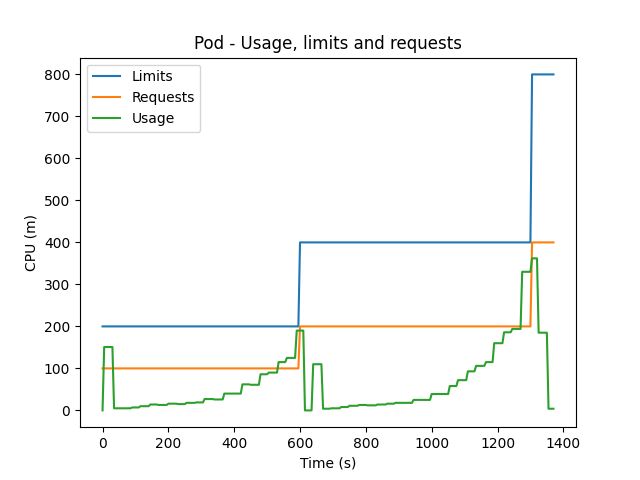 Pod - Usage, limits and requests
Limits
Requests
Usage
CPU (m)
800
700
600
500
400
300
200
100
0
0 200 400 600 800 1000 1200 1400
Time (s)